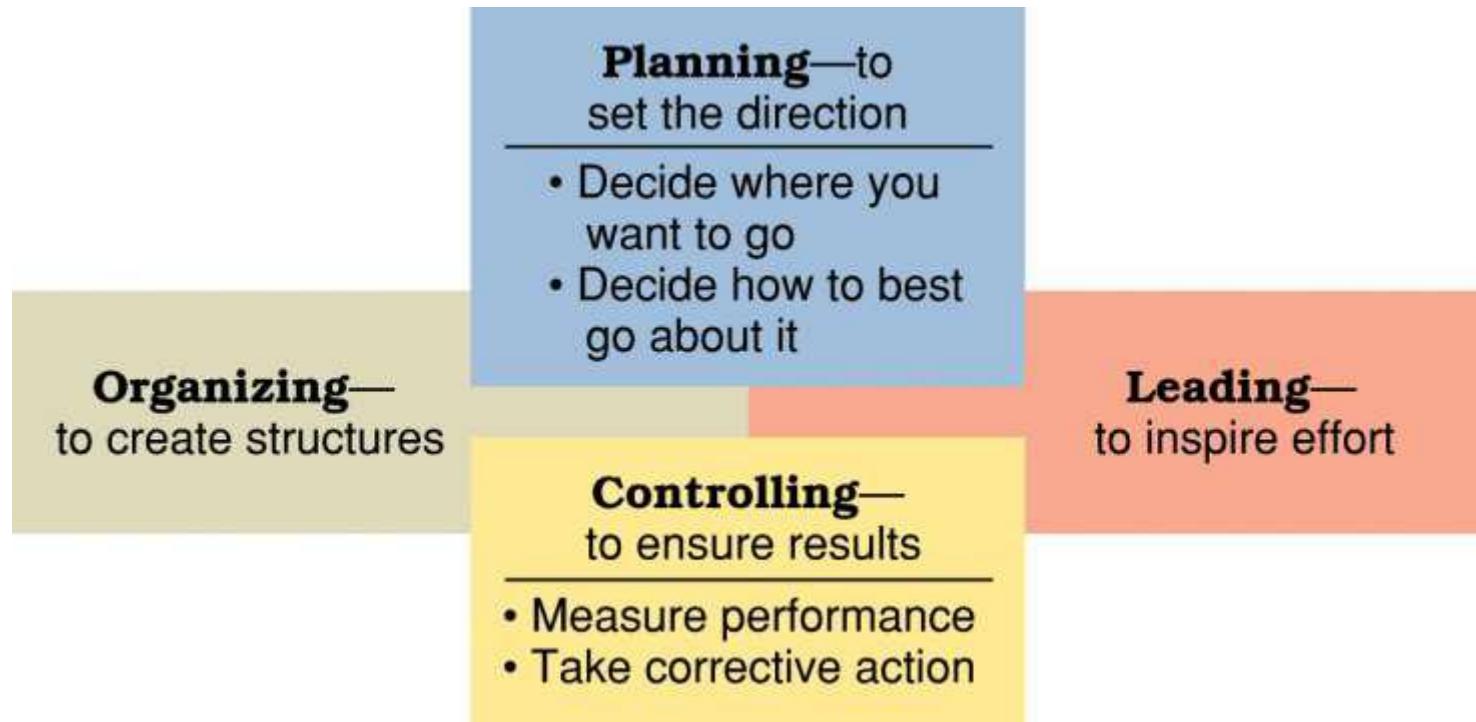 Planning—to
set the direction
• Decide where you
want to go
• Decide how to best
go about it
Organizing—
to create structures
Leading—
to inspire effort
Controlling—
to ensure results
• Measure performance
• Take corrective action